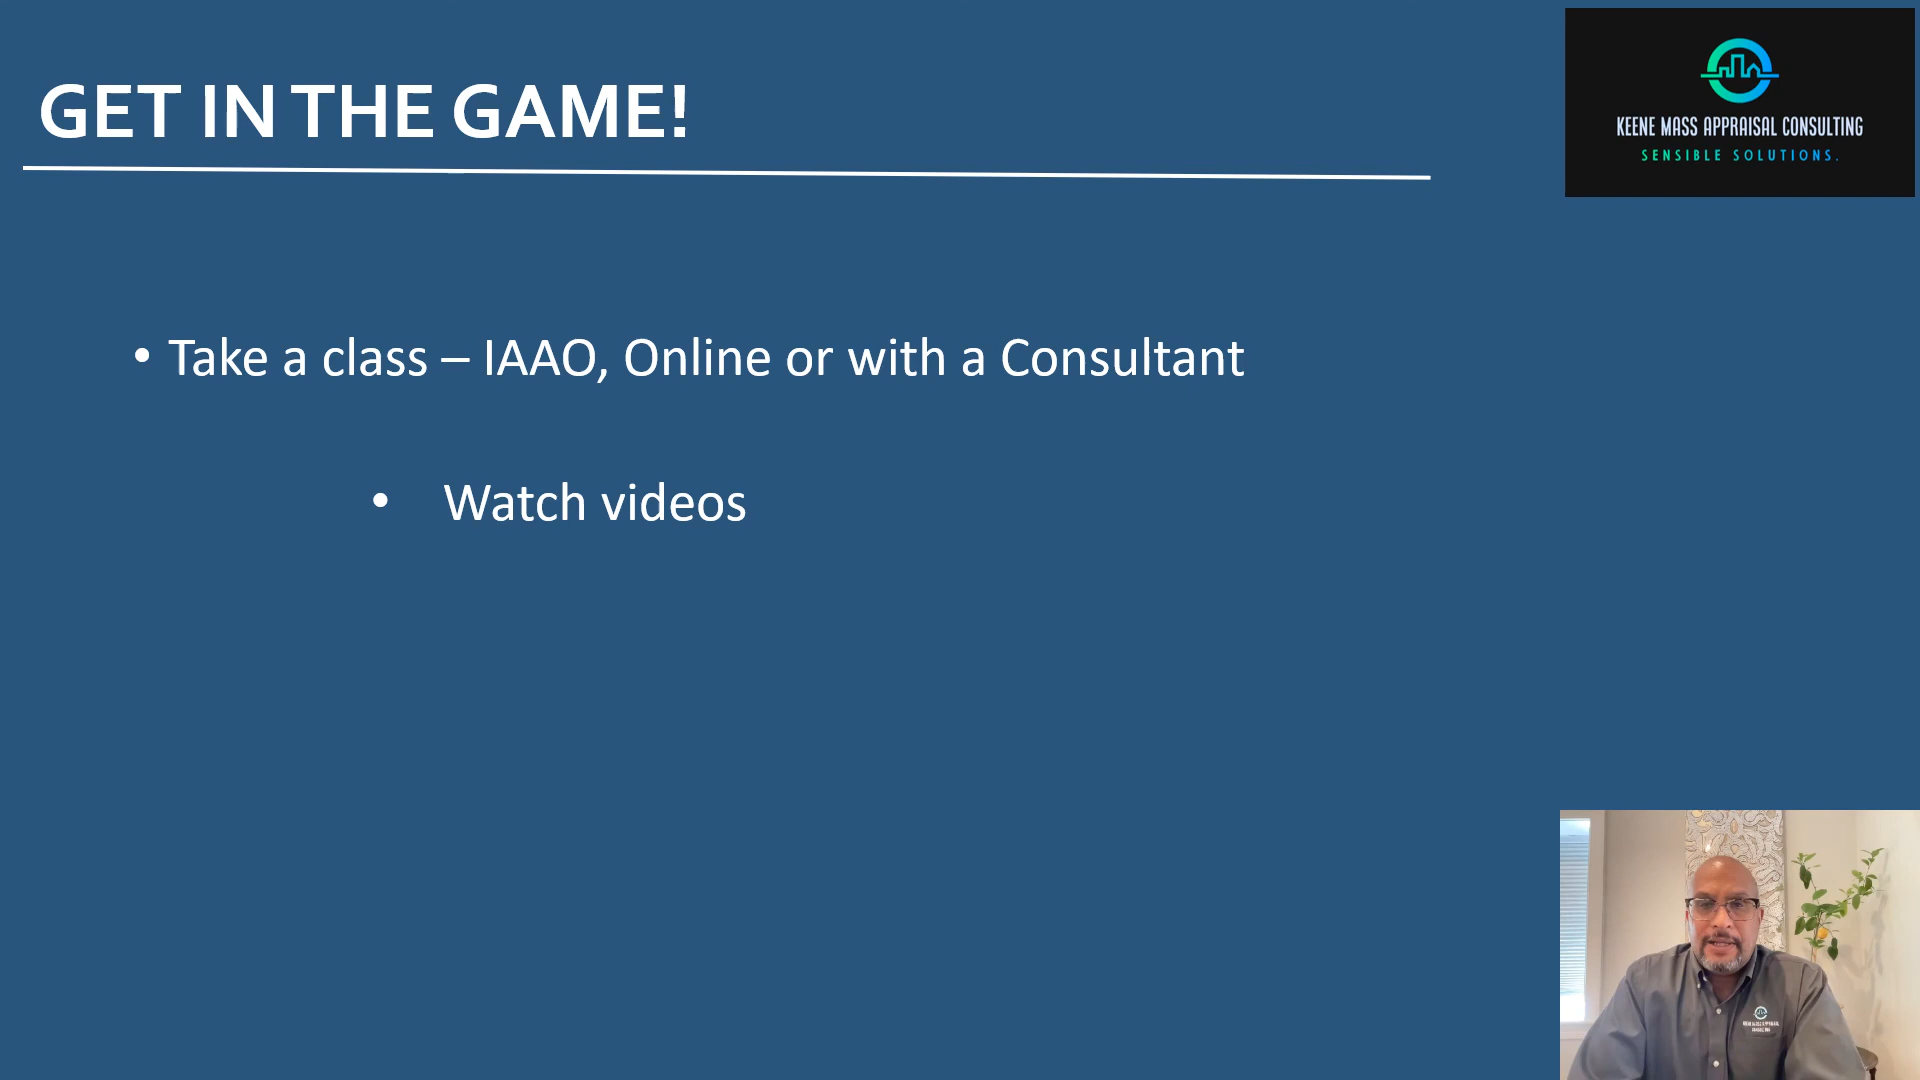 GET IN THE GAME!
KEENE MASS APPRAISAL CONSULTING
SENSIBLE SOLUTIONS.
• Take a class – IAAO, Online or with a Consultant
• Watch videos